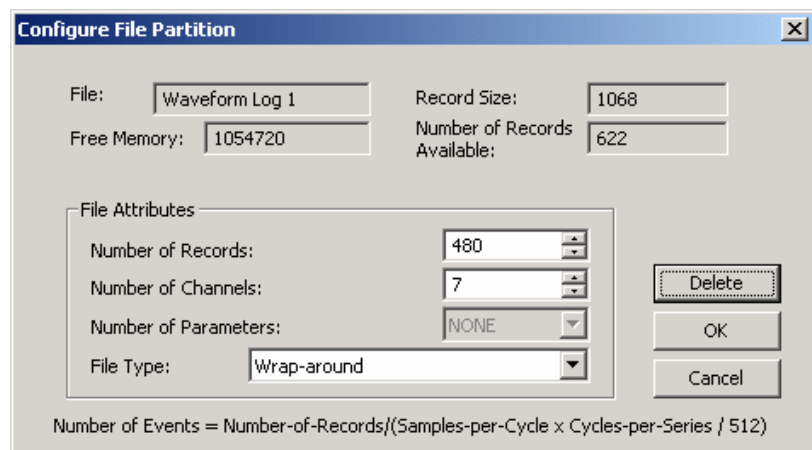 Configure File Partition
File: Waveform Log 1
Record Size: 1068
Free Memory: 1054720
Number of Records Available: 622
File Attributes
Number of Records: 480
Number of Channels: 7
Number of Parameters: NONE
File Type: Wrap-around
Delete
OK
Cancel
Number of Events = Number-of-Records/(Samples-per-Cycle x Cycles-per-Series / 512)